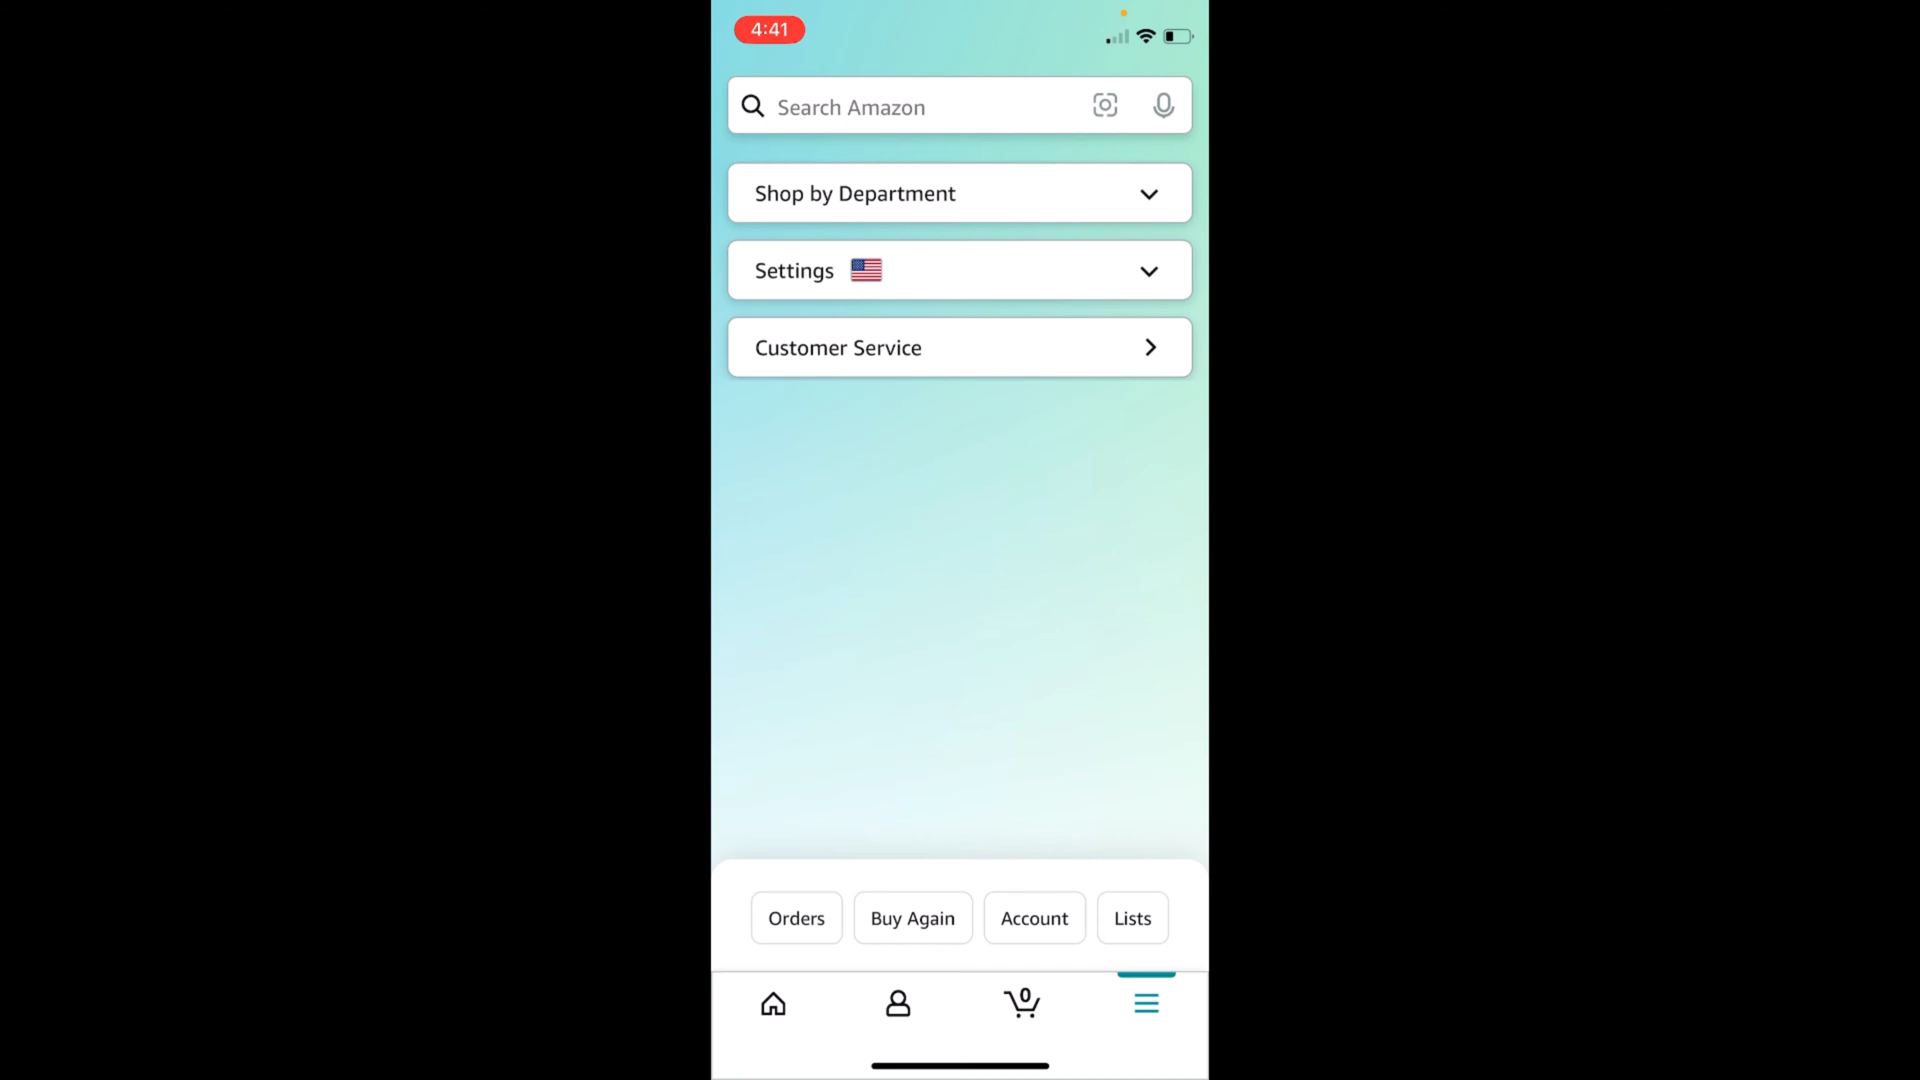 4:41
Search Amazon
Shop by Department
Settings
Customer Service
Orders Buy Again Account Lists
0